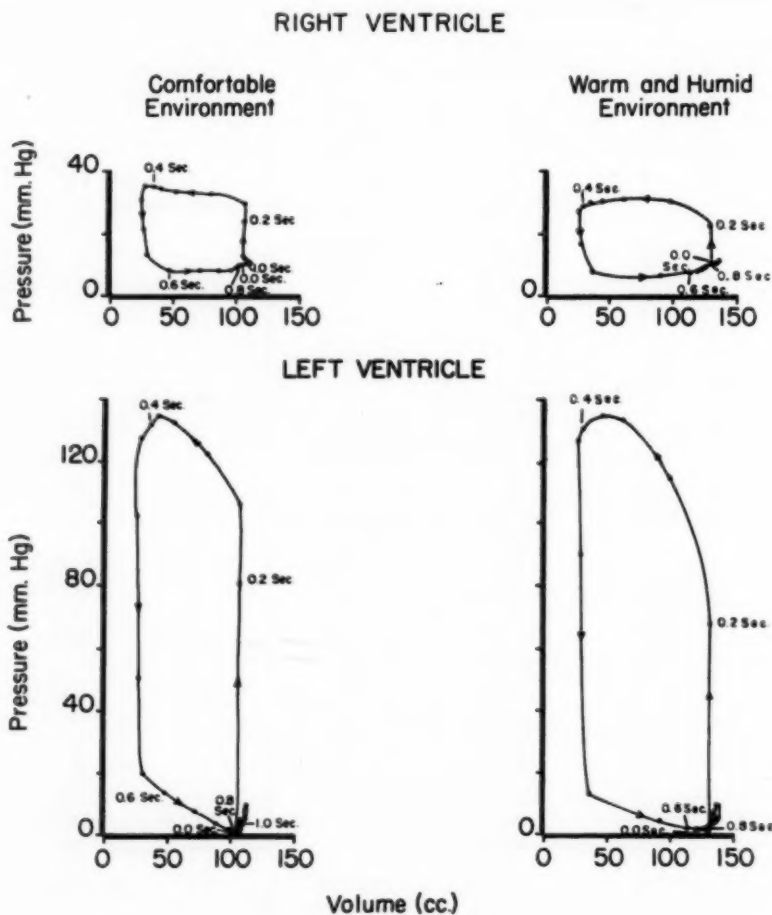 RIGHT VENTRICLE
Comfortable
Environment
Warm and Humid
Environment
Pressure (mm. Hg)
40
0
0.4 Sec.
0.2 Sec.
0.0 Sec.
0.0 Sec.
0.8 Sec.
0.6 Sec.
0 50 100 150
0.4 Sec.
0.2 Sec.
0.0
Sec.
0.8 Sec.
0.6 Sec.
0 50 100 150
LEFT VENTRICLE
Pressure (mm. Hg)
120
80
40
0
0.4 Sec.
0.2 Sec.
0.6 Sec.
0.8
Sec.
0.0 Sec.
1.0 Sec.
0 50 100 150
0.4 Sec.
0.2 Sec.
0.6 Sec.
0.0 Sec.
0.8 Sec.
0 50 100 150
Volume (cc.)